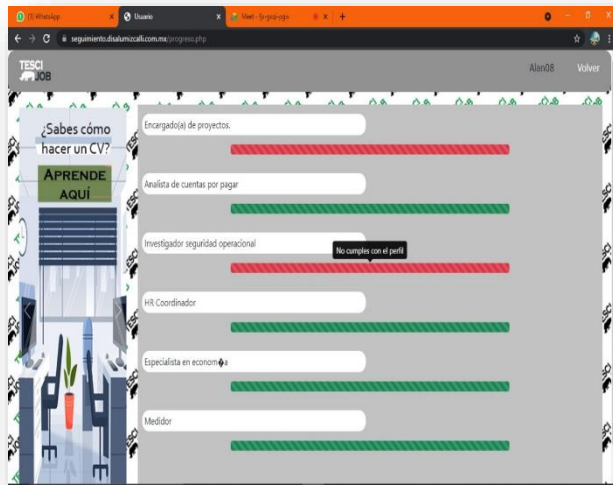 (1) WhatsApp
Usuario
seguimiento.disalumizcalli.com.mx/progreso.php
TESCI
JOB
Alan08
Volver
¿Sabes cómo
hacer un CV?
APRENDE
AQUÍ
Encargado(a) de proyectos.
Analista de cuentas por pagar
Investigador seguridad operacional
No cumples con el perfil
HR Coordinador
Especialista en econom�a
Medidor